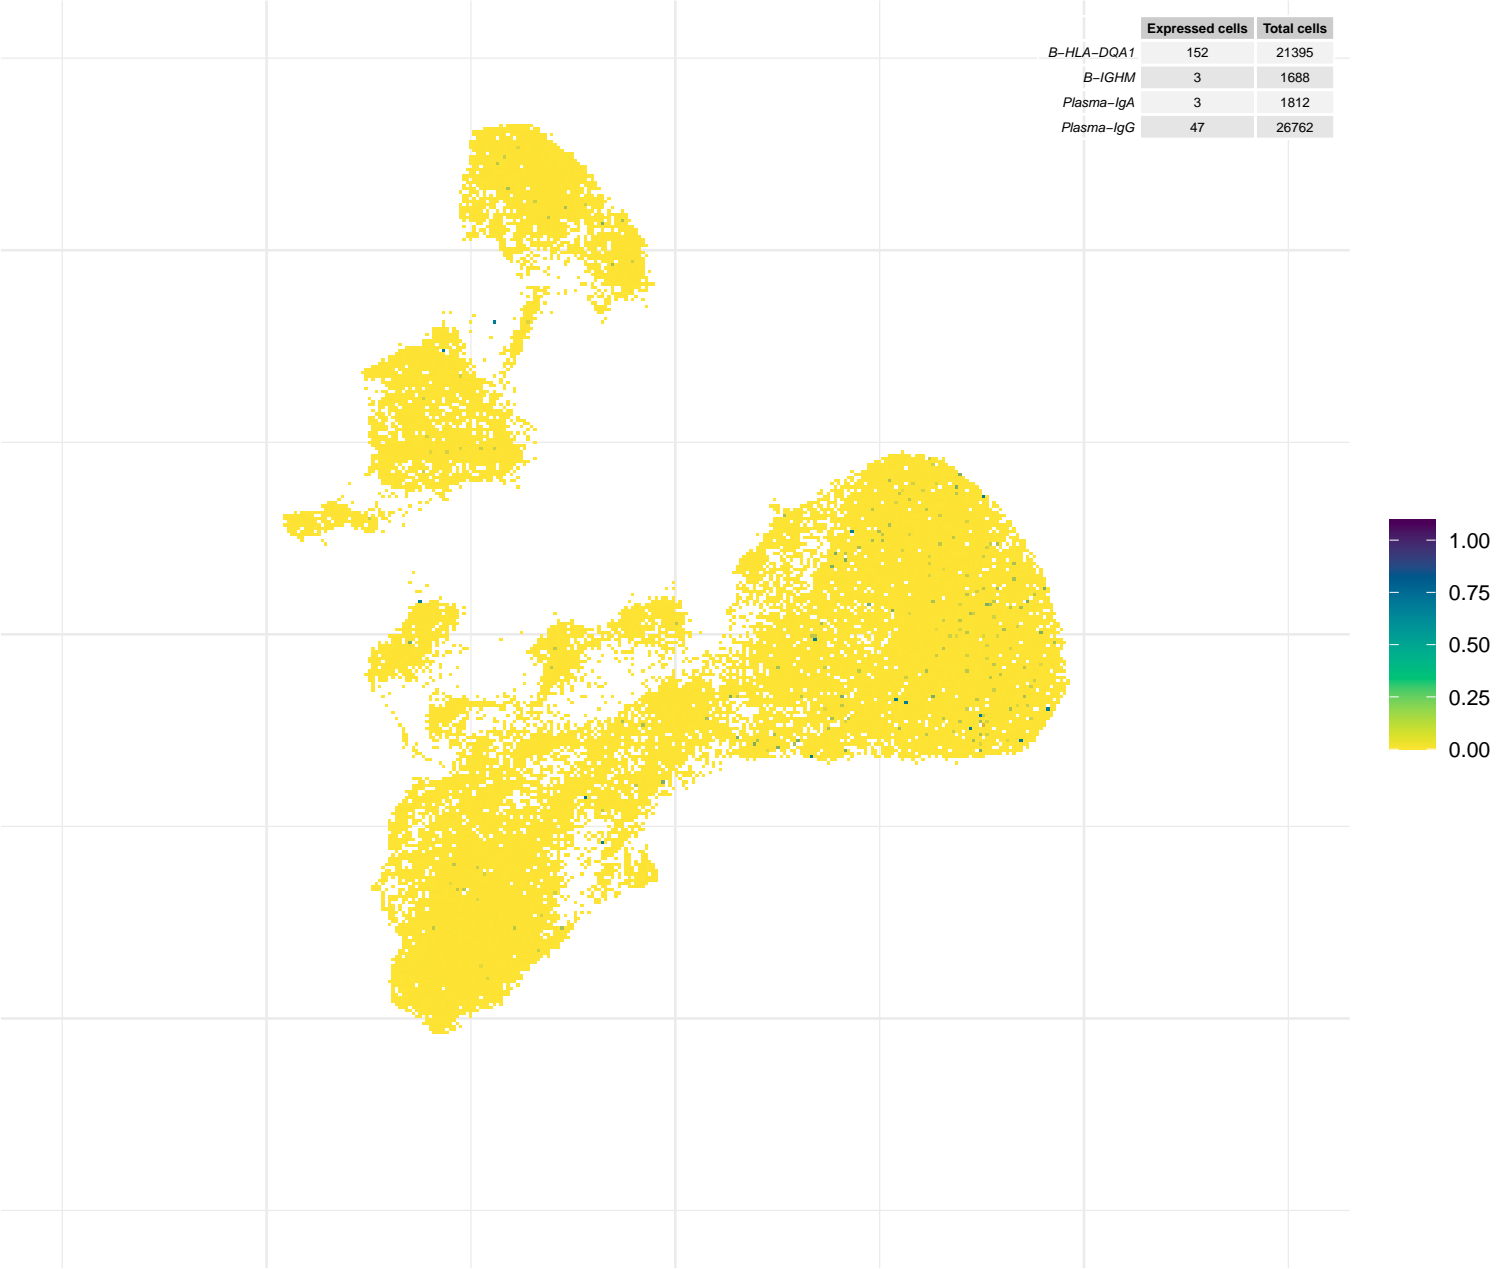 Expressed cells Total cells
B−HLA−DQA1 152 21395
B−IGHM 3 1688
Plasma−IgA 3 1812
Plasma−IgG 47 26762
1.00
0.75
0.50
0.25
0.00